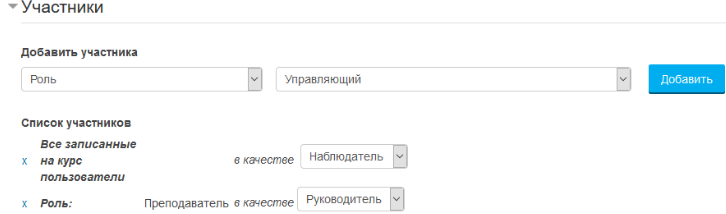 Участники
Добавить участника
Роль Управляющий Добавить
Список участников
x Все записанные на курс пользователи в качестве Наблюдатель
x Роль: Преподаватель в качестве Руководитель